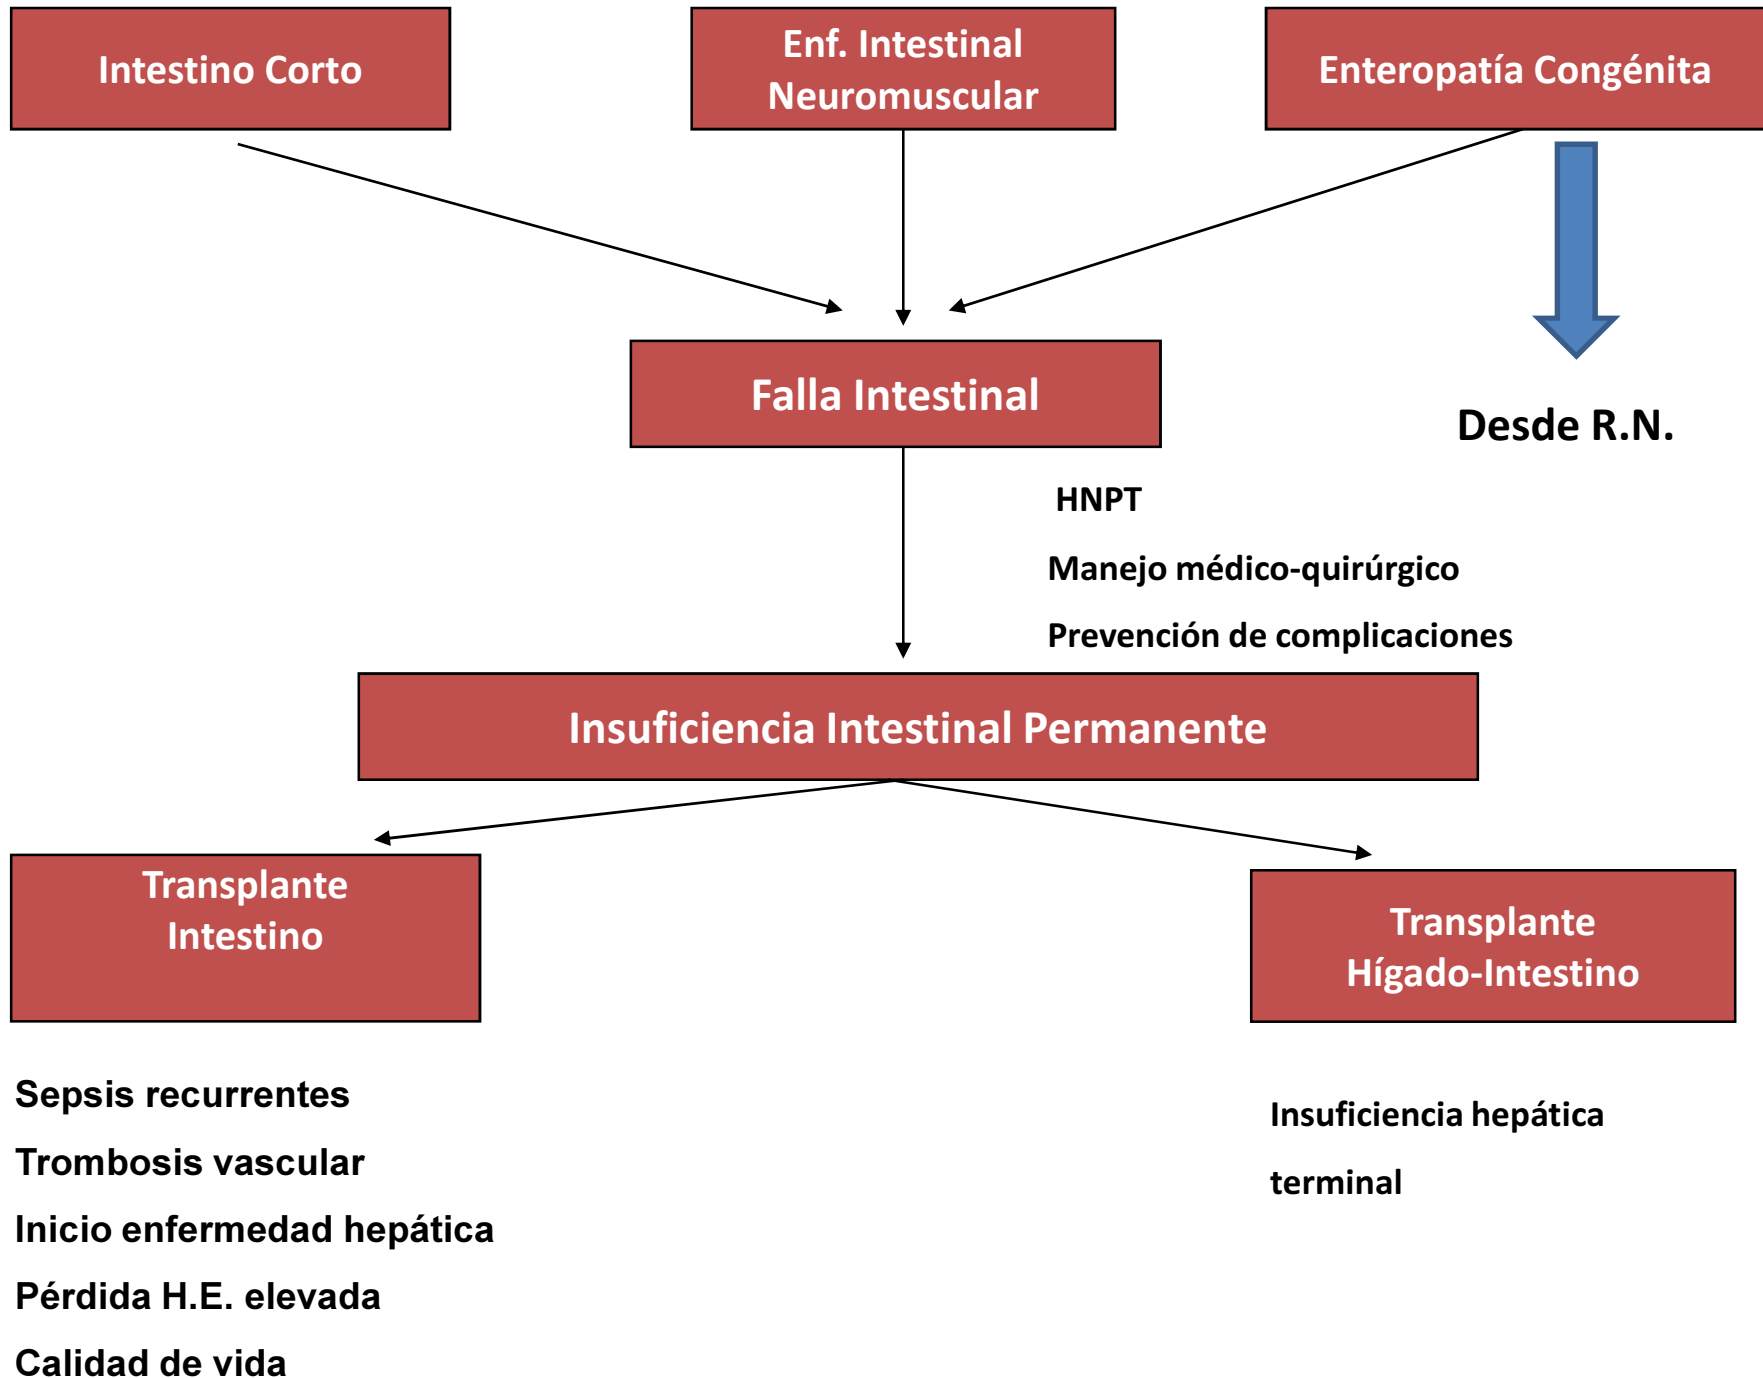 Intestino Corto
Enf. Intestinal
Neuromuscular
Enteropatía Congénita
Falla Intestinal
Desde R.N.
HNPT
Manejo médico-quirúrgico
Prevención de complicaciones
Insuficiencia Intestinal Permanente
Transplante
Intestino
Transplante
Hígado-Intestino
Sepsis recurrentes
Trombosis vascular
Inicio enfermedad hepática
Pérdida H.E. elevada
Calidad de vida
Insuficiencia hepática
terminal